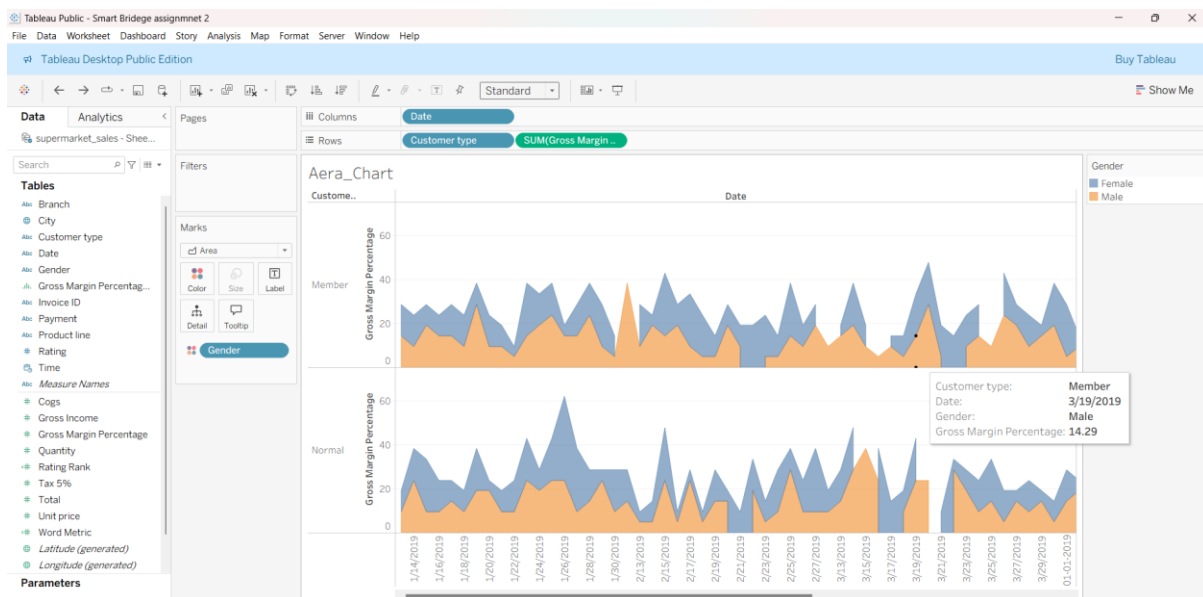 Tableau Public - Smart Bridege assignmnet 2
File Data Worksheet Dashboard Story Analysis Map Format Server Window Help
Tableau Desktop Public Edition
Buy Tableau
Standard
Show Me
Data Analytics
supermarket_sales - Shee...
Search
Tables
Abc Branch
City
Abc Customer type
Abc Date
Abc Gender
Gross Margin Percentag...
Abc Invoice ID
Abc Payment
Abc Product line
# Rating
Time
Abc Measure Names
# Cogs
# Gross Income
# Gross Margin Percentage
# Quantity
Rating Rank
# Tax 5%
# Total
# Unit price
Word Metric
Latitude (generated)
Longitude (generated)
Parameters
Pages
Filters
Marks
Area
Color Size Label
Detail Tooltip
Gender
Columns Date
Rows Customer type SUM(Gross Margin ..
Aera_Chart
Custome..
Date
Member
Gross Margin Percentage
60
40
20
0
Normal
Gross Margin Percentage
60
40
20
0
1/14/2019
1/16/2019
1/18/2019
1/20/2019
1/22/2019
1/24/2019
1/26/2019
1/28/2019
1/30/2019
2/13/2019
2/15/2019
2/17/2019
2/19/2019
2/21/2019
2/23/2019
2/25/2019
2/27/2019
3/13/2019
3/15/2019
3/17/2019
3/19/2019
3/21/2019
3/23/2019
3/25/2019
3/27/2019
3/29/2019
01-01-2019
Customer type: Member
Date: 3/19/2019
Gender: Male
Gross Margin Percentage: 14.29
Gender
Female
Male